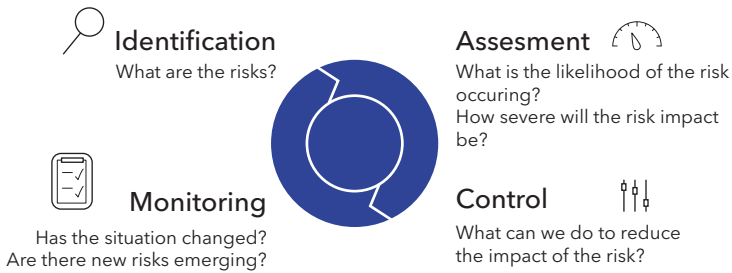 Identification
What are the risks?
Assesment
What is the likelihood of the risk
occuring?
How severe will the risk impact
be?
Monitoring
Has the situation changed?
Are there new risks emerging?
Control
What can we do to reduce
the impact of the risk?